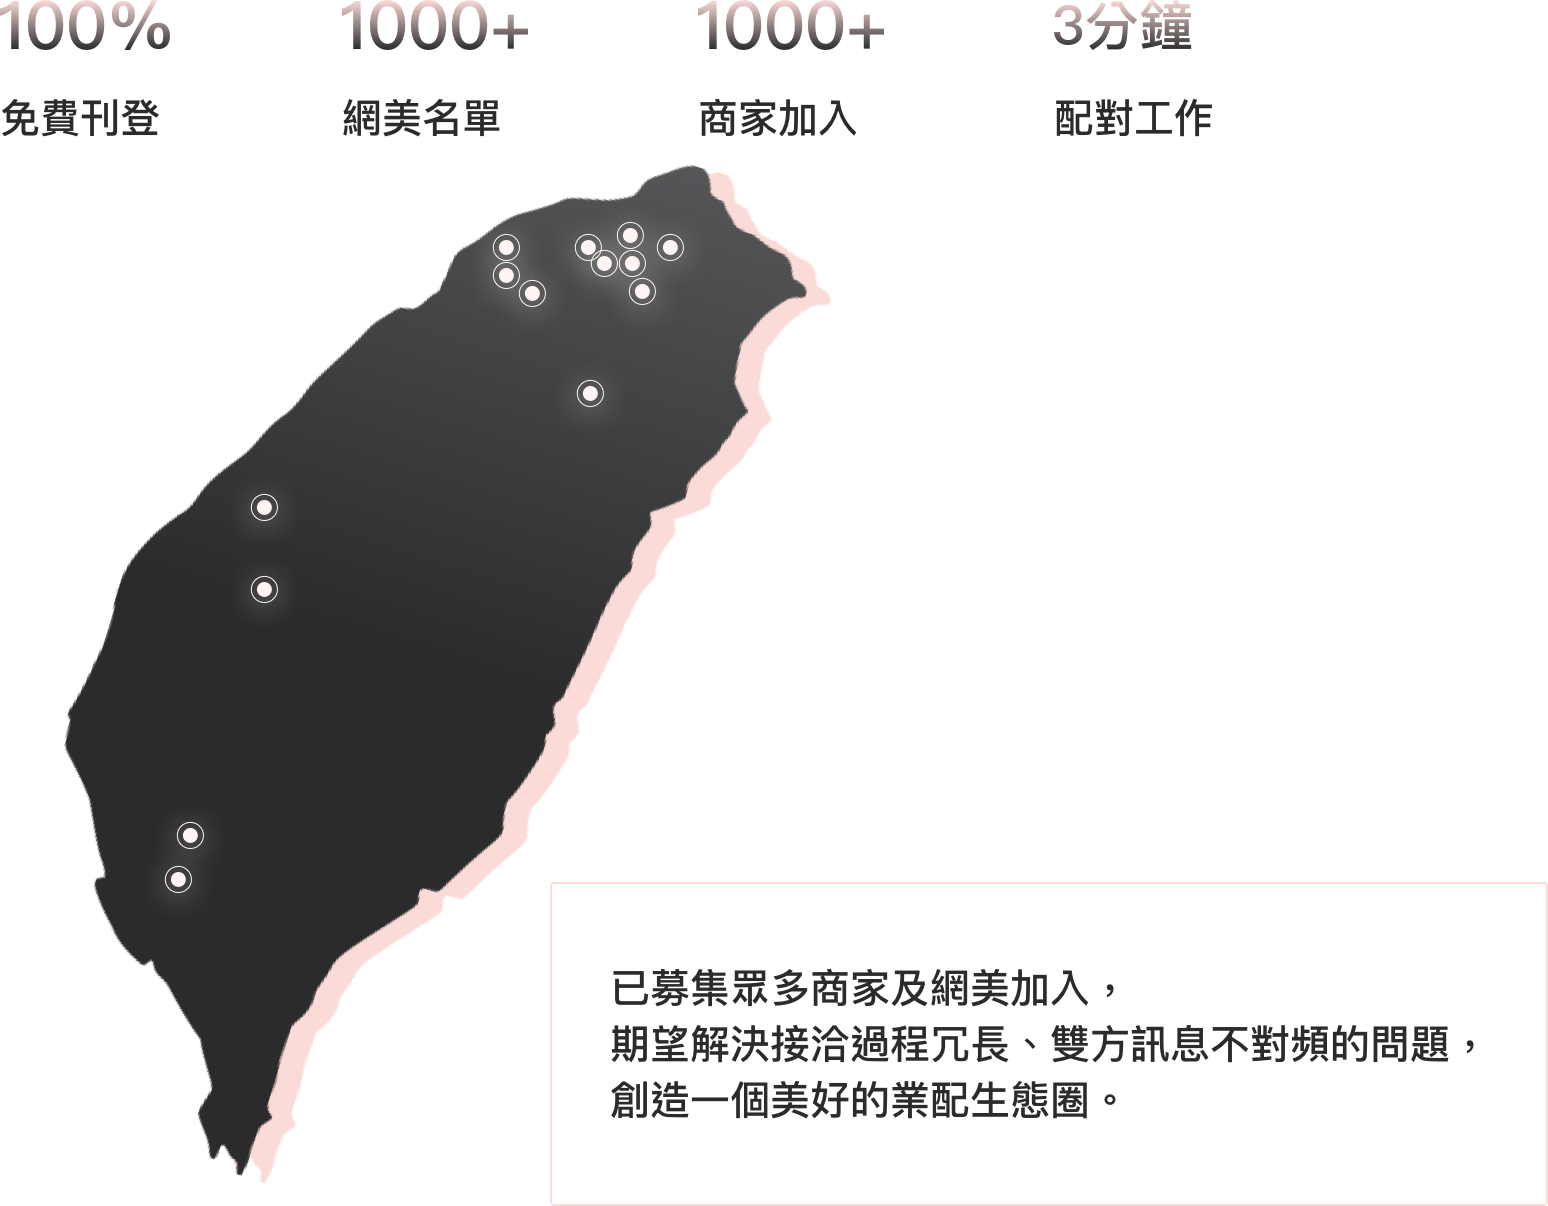 100%
1000+
1000+
3分鐘
免費刊登
網美名單
商家加入
配對工作
已募集眾多商家及網美加入，
期望解決接洽過程冗長、雙方訊息不對頻的問題，
創造一個美好的業配生態圈。